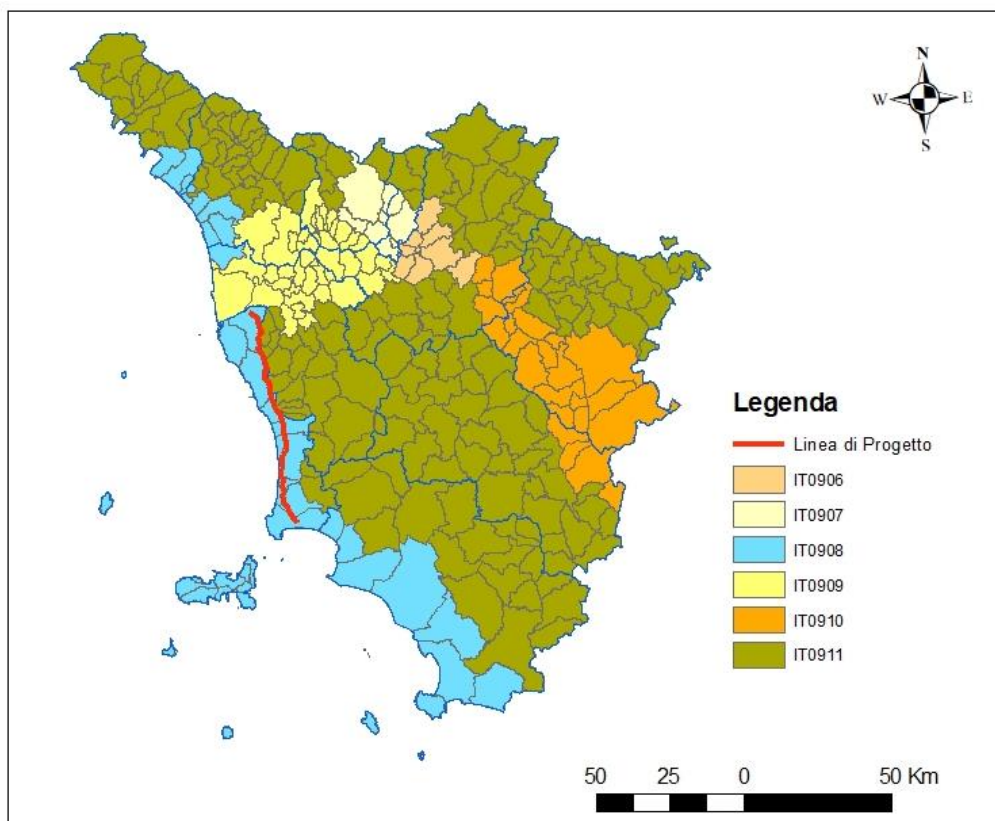 N
W E
S
Legenda
Linea di Progetto
IT0906
IT0907
IT0908
IT0909
IT0910
IT0911
50 25 0 50 Km